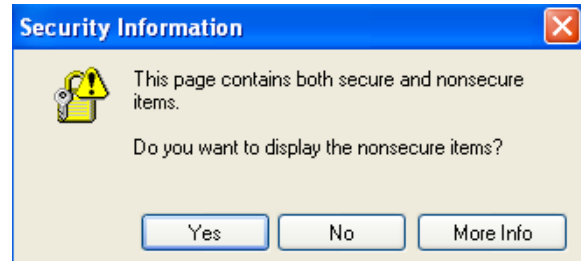 Security Information
This page contains both secure and nonsecure
items.
Do you want to display the nonsecure items?
Yes
No
More Info